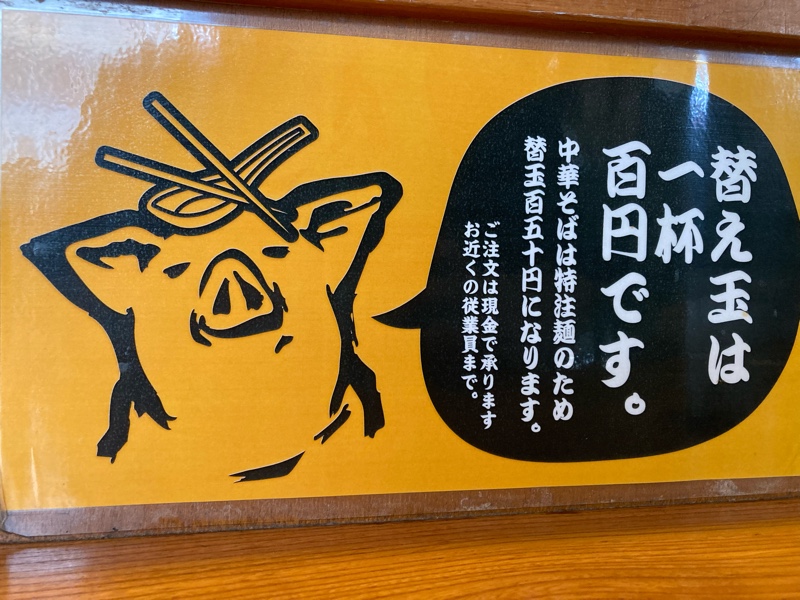 替え玉は
一杯
百円です。
中華そばは特注麺のため
替玉百五十円になります。
ご注文は現金で承ります
お近くの従業員まで。